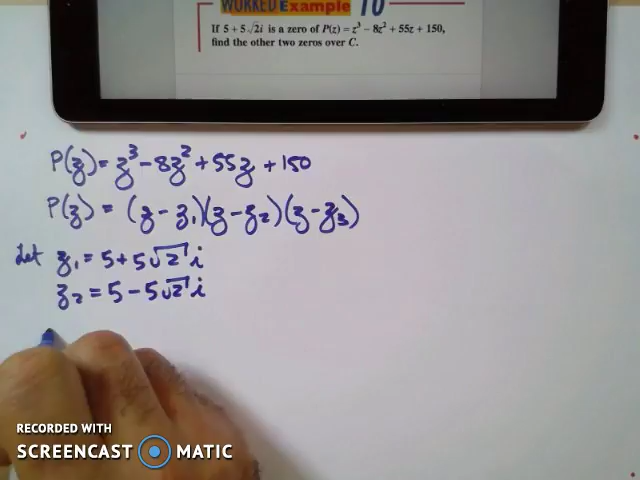 WORKED Example 10
If 5 + 5√2i is a zero of P(z) = z³ − 8z² + 55z + 150,
find the other two zeros over C.
P(z) = z³ − 8z² + 55z + 150
P(z) = (z − z₁)(z − z₂)(z − z₃)
Let z₁ = 5 + 5√2 i
z₂ = 5 − 5√2 i
RECORDED WITH
SCREENCAST MATIC